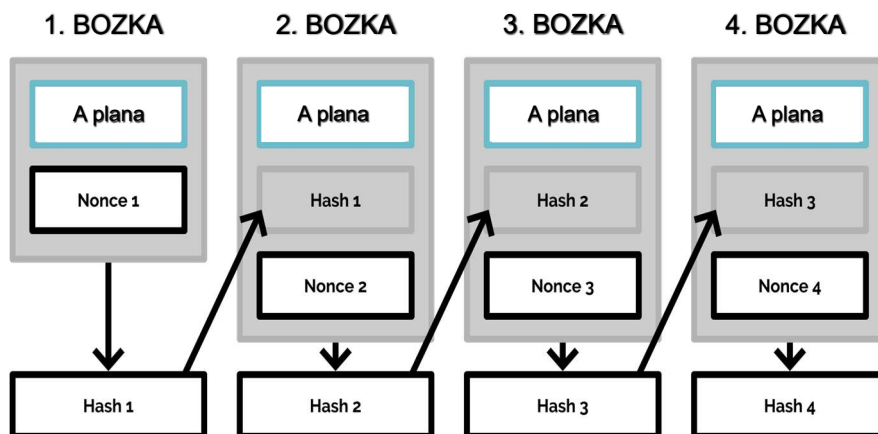 1. BOZKA
2. BOZKA
3. BOZKA
4. BOZKA
A plana
Nonce 1
Hash 1
A plana
Hash 1
Nonce 2
Hash 2
A plana
Hash 2
Nonce 3
Hash 3
A plana
Hash 3
Nonce 4
Hash 4